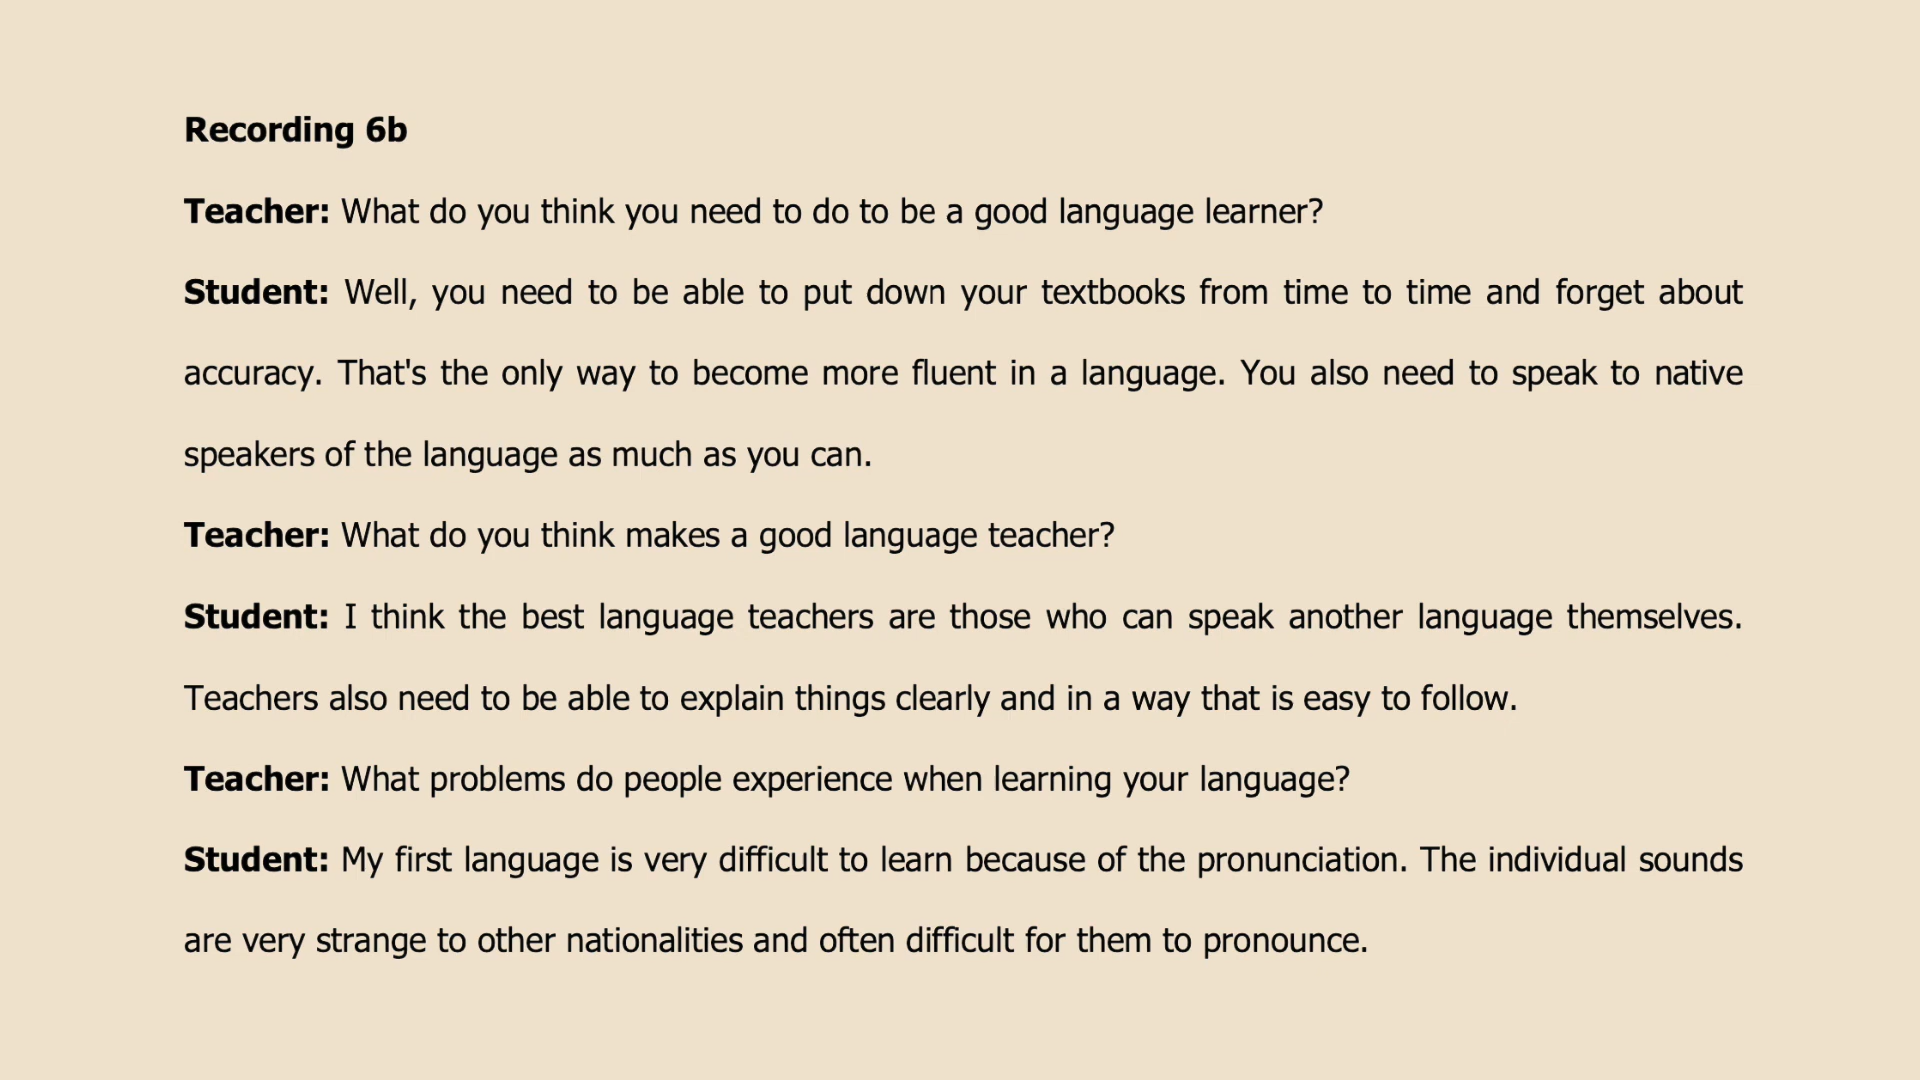 Recording 6b
Teacher: What do you think you need to do to be a good language learner?
Student: Well, you need to be able to put down your textbooks from time to time and forget about
accuracy. That's the only way to become more fluent in a language. You also need to speak to native
speakers of the language as much as you can.
Teacher: What do you think makes a good language teacher?
Student: I think the best language teachers are those who can speak another language themselves.
Teachers also need to be able to explain things clearly and in a way that is easy to follow.
Teacher: What problems do people experience when learning your language?
Student: My first language is very difficult to learn because of the pronunciation. The individual sounds
are very strange to other nationalities and often difficult for them to pronounce.